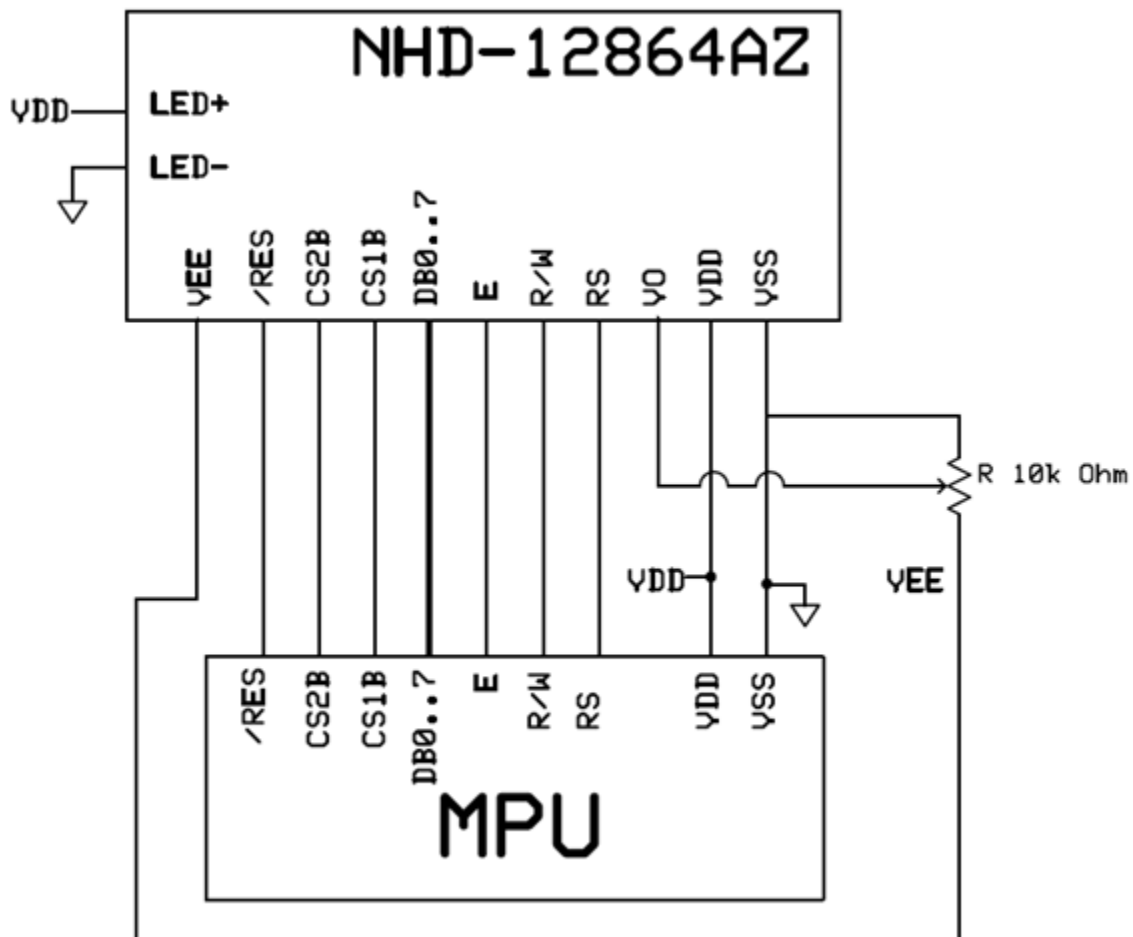 NHD-12864AZ
VDD
LED+
LED-
VEE
/RES
CS2B
CS1B
DB0..7
E
R/W
RS
VO
VDD
VSS
R 10k Ohm
VDD
VEE
/RES
CS2B
CS1B
DB0..7
E
R/W
RS
VDD
VSS
MPU